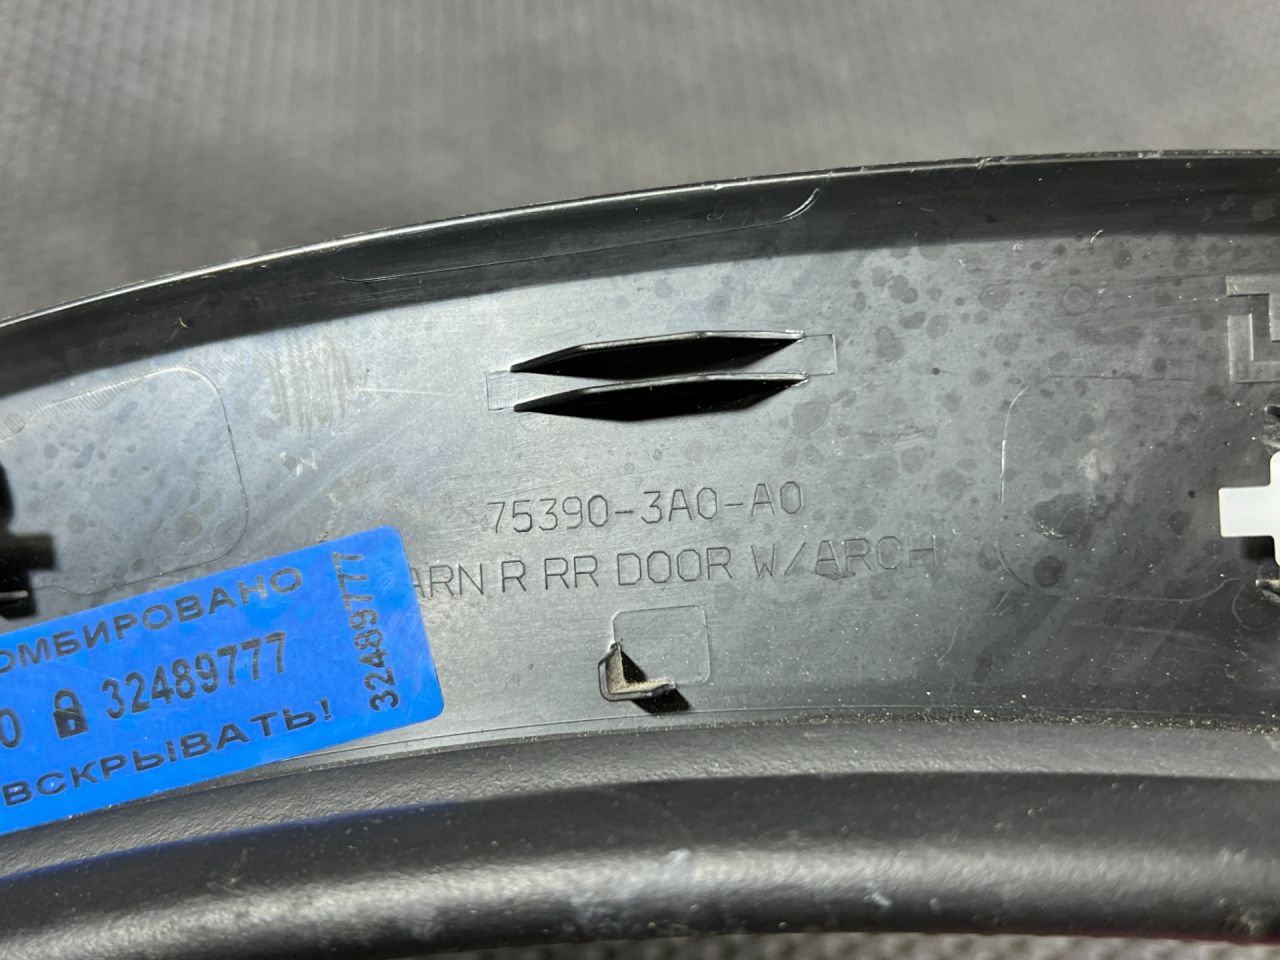 75390-3A0-A0
ARN R RR DOOR W/ARCH
ОМБИРОВАНО
0 32489777
ВСКРЫВАТЬ!
32489777